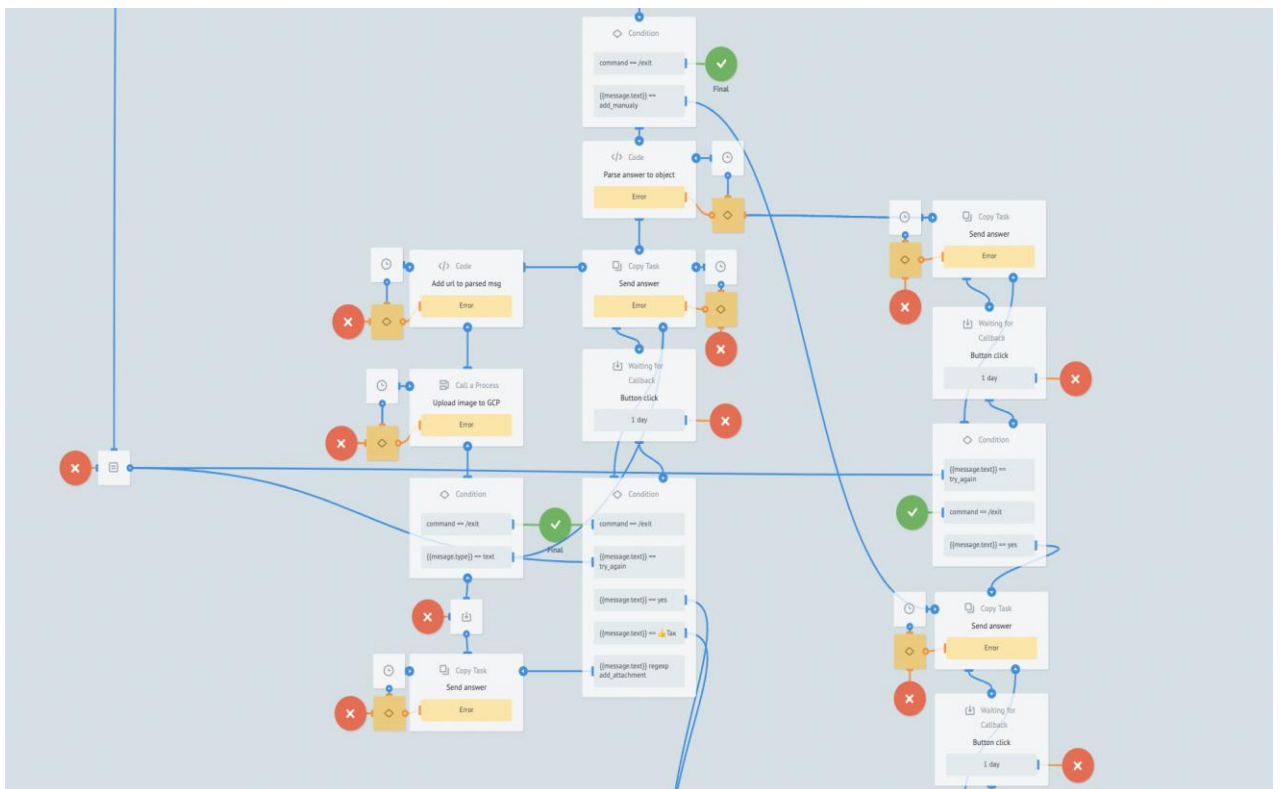 Condition
command == /exit
Final
{{message.text}} ==
add_manualy
Code
Parse answer to object
Error
Copy Task
Send answer
Error
Code
Add url to parsed msg
Error
Copy Task
Send answer
Error
Waiting for
Callback
Button click
1 day
Waiting for
Callback
Button click
1 day
Call a Process
Upload image to GCP
Error
Condition
{{message.text}} ==
try_again
command == /exit
{{message.text}} == yes
Condition
command == /exit
Final
{{mesage.type}} == text
Condition
command == /exit
{{message.text}} ==
try_again
{{message.text}} == yes
{{message.text}} == 👍Так
{{message.text}} regexp
add_attachment
Copy Task
Send answer
Error
Copy Task
Send answer
Error
Waiting for
Callback
Button click
1 day